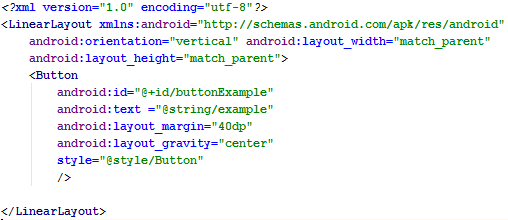 <?xml version="1.0" encoding="utf-8"?>
<LinearLayout xmlns:android="http://schemas.android.com/apk/res/android"
android:orientation="vertical" android:layout_width="match_parent"
android:layout_height="match_parent">
<Button
android:id="@+id/buttonExample"
android:text ="@string/example"
android:layout_margin="40dp"
android:layout_gravity="center"
style="@style/Button"
/>
</LinearLayout>